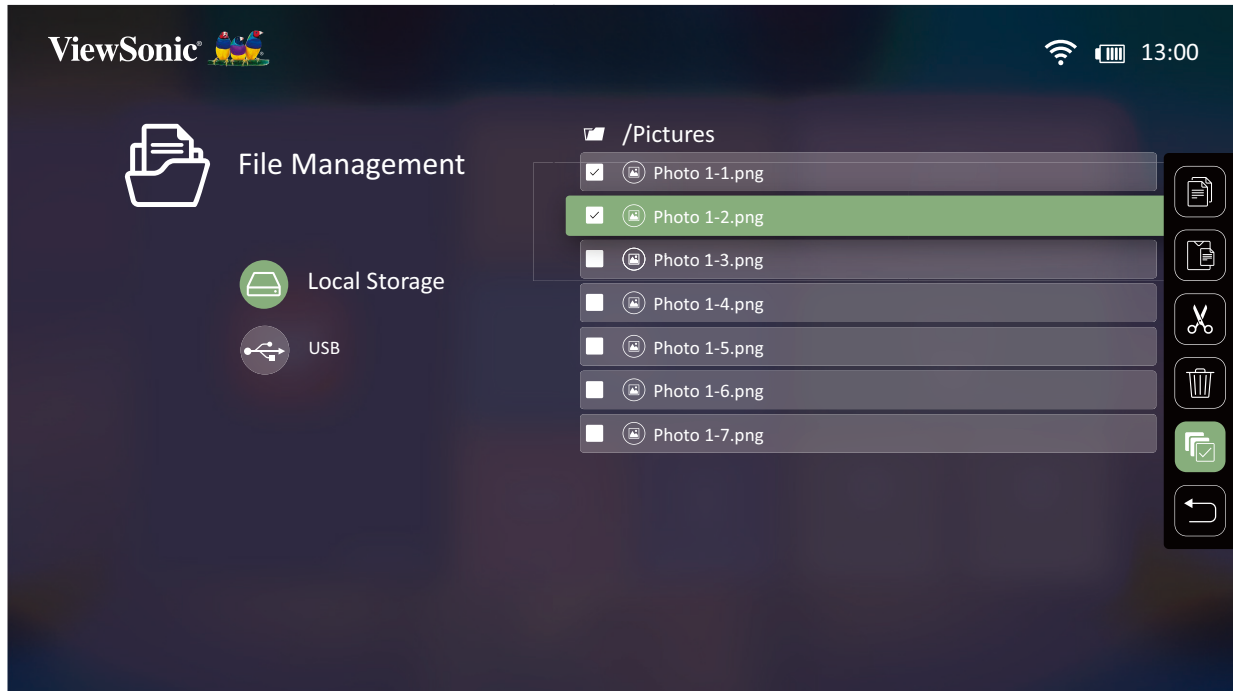 ViewSonic®
13:00
File Management
Local Storage
USB
/Pictures
Photo 1-1.png
Photo 1-2.png
Photo 1-3.png
Photo 1-4.png
Photo 1-5.png
Photo 1-6.png
Photo 1-7.png